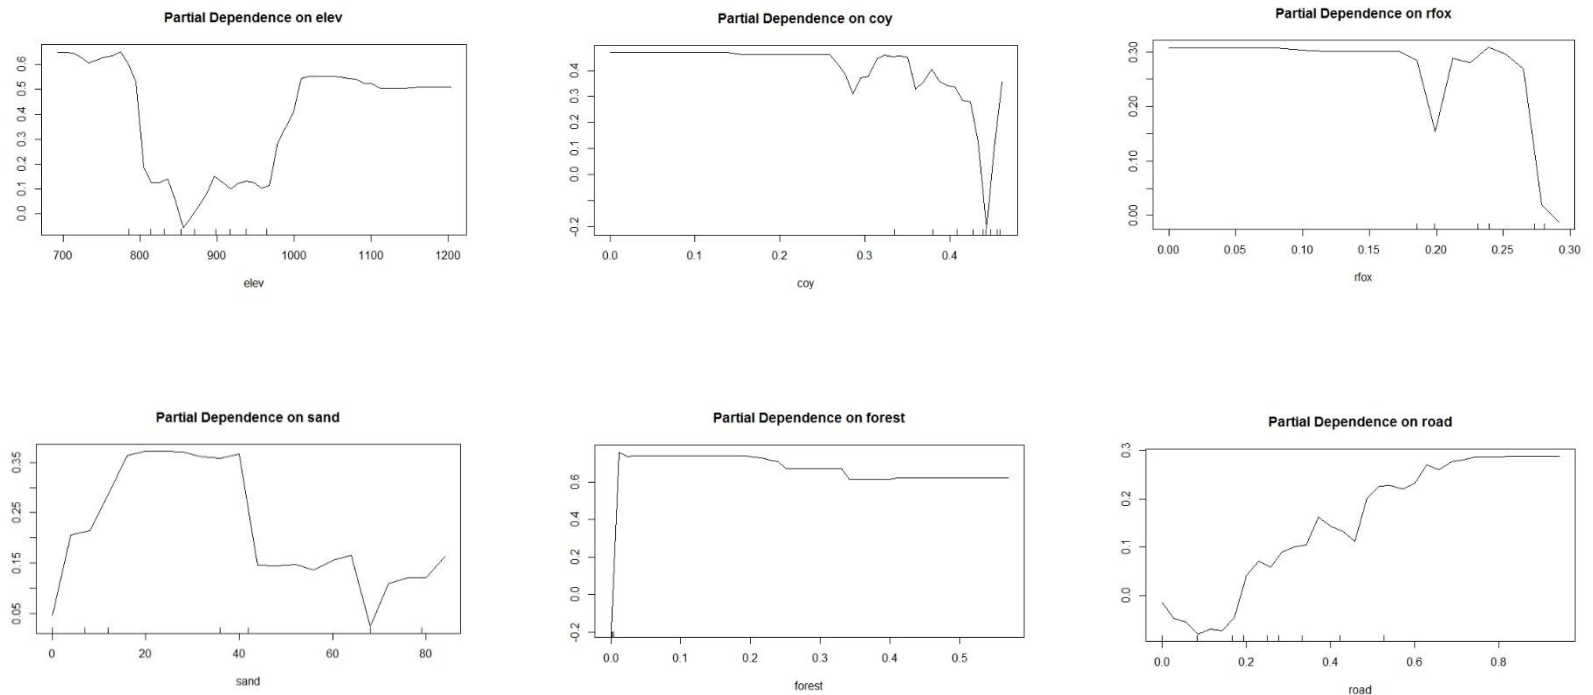 Partial Dependence on elev
0.6
0.5
0.4
0.3
0.2
0.1
0.0
700 800 900 1000 1100 1200
elev
Partial Dependence on coy
0.4
0.3
0.2
0.1
0.0
-0.2
0.0 0.1 0.2 0.3 0.4
coy
Partial Dependence on rfox
0.30
0.20
0.10
0.00
0.00 0.05 0.10 0.15 0.20 0.25 0.30
rfox
Partial Dependence on sand
0.35
0.25
0.15
0.05
0 20 40 60 80
sand
Partial Dependence on forest
0.6
0.4
0.2
0.0
-0.2
0.0 0.1 0.2 0.3 0.4 0.5
forest
Partial Dependence on road
0.3
0.2
0.1
0.0
0.0 0.2 0.4 0.6 0.8
road